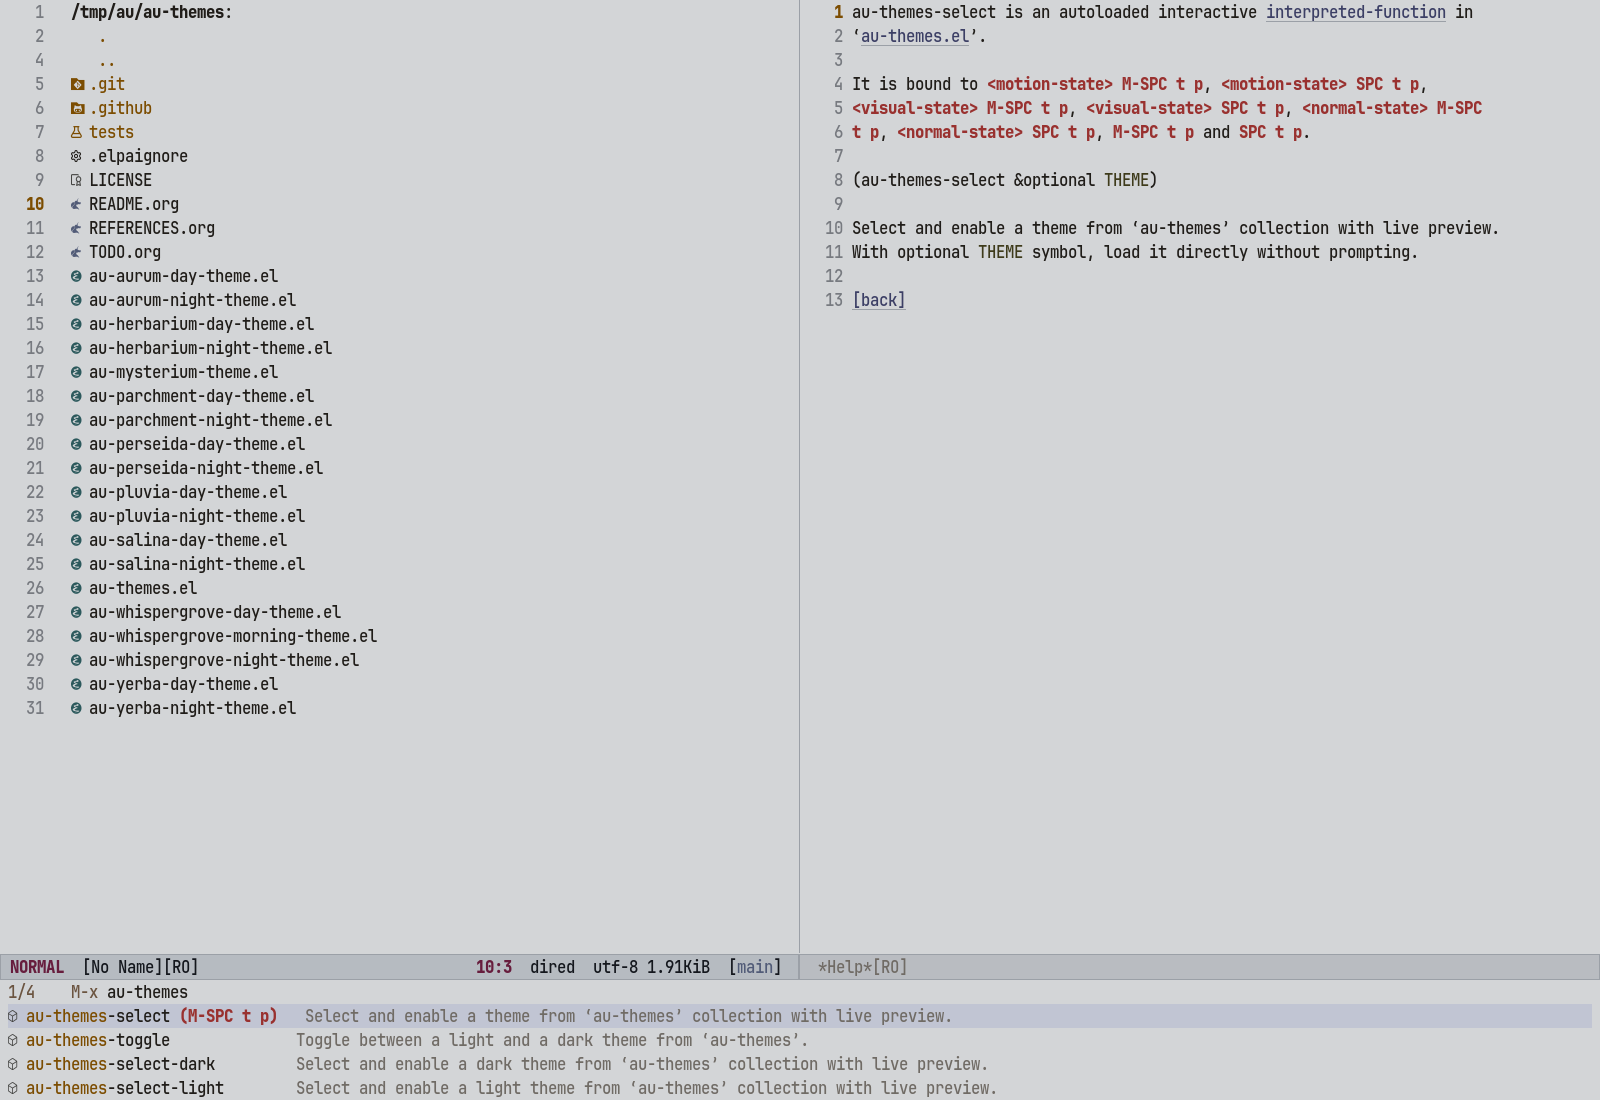 1 /tmp/au/au-themes:
2 .
4 ..
5 .git
6 .github
7 tests
8 .elpaignore
9 LICENSE
10 README.org
11 REFERENCES.org
12 TODO.org
13 au-aurum-day-theme.el
14 au-aurum-night-theme.el
15 au-herbarium-day-theme.el
16 au-herbarium-night-theme.el
17 au-mysterium-theme.el
18 au-parchment-day-theme.el
19 au-parchment-night-theme.el
20 au-perseida-day-theme.el
21 au-perseida-night-theme.el
22 au-pluvia-day-theme.el
23 au-pluvia-night-theme.el
24 au-salina-day-theme.el
25 au-salina-night-theme.el
26 au-themes.el
27 au-whispergrove-day-theme.el
28 au-whispergrove-morning-theme.el
29 au-whispergrove-night-theme.el
30 au-yerba-day-theme.el
31 au-yerba-night-theme.el
NORMAL [No Name][RO] 10:3 dired utf-8 1.91KiB [main]
1 au-themes-select is an autoloaded interactive interpreted-function in
2 ‘au-themes.el’.
3
4 It is bound to <motion-state> M-SPC t p, <motion-state> SPC t p,
5 <visual-state> M-SPC t p, <visual-state> SPC t p, <normal-state> M-SPC
6 t p, <normal-state> SPC t p, M-SPC t p and SPC t p.
7
8 (au-themes-select &optional THEME)
9
10 Select and enable a theme from ‘au-themes’ collection with live preview.
11 With optional THEME symbol, load it directly without prompting.
12
13 [back]
*Help*[RO]
1/4 M-x au-themes
au-themes-select (M-SPC t p) Select and enable a theme from ‘au-themes’ collection with live preview.
au-themes-toggle Toggle between a light and a dark theme from ‘au-themes’.
au-themes-select-dark Select and enable a dark theme from ‘au-themes’ collection with live preview.
au-themes-select-light Select and enable a light theme from ‘au-themes’ collection with live preview.